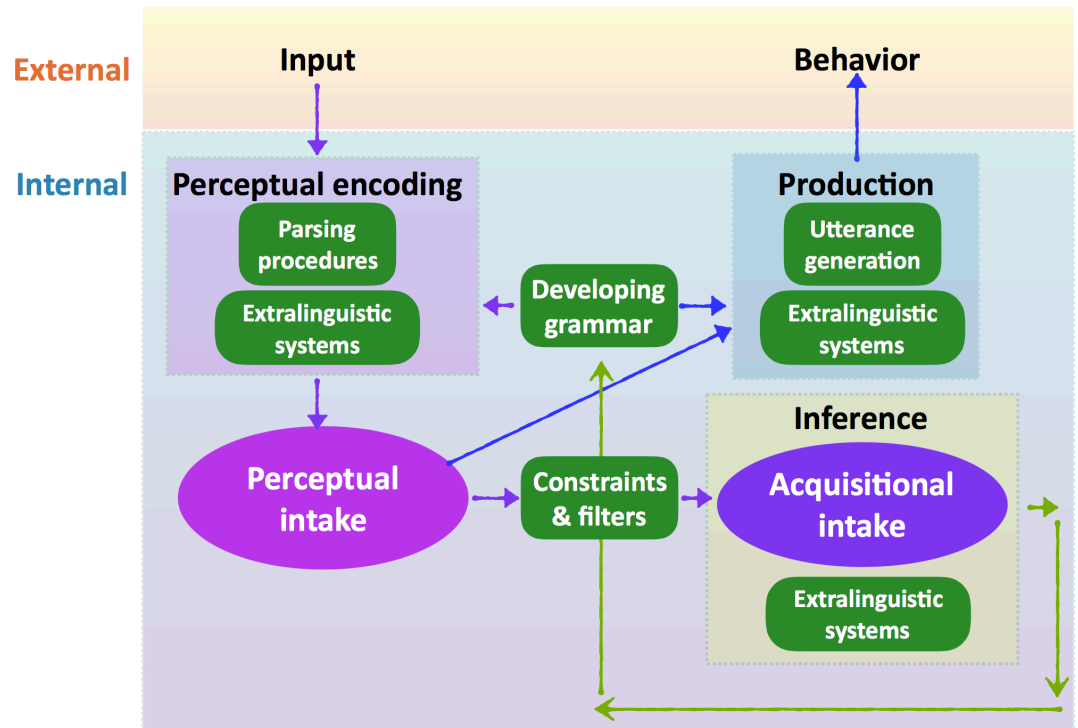 External
Input
Behavior
Internal
Perceptual encoding
Parsing
procedures
Extralinguistic
systems
Developing
grammar
Production
Utterance
generation
Extralinguistic
systems
Perceptual
intake
Constraints
& filters
Inference
Acquisitional
intake
Extralinguistic
systems